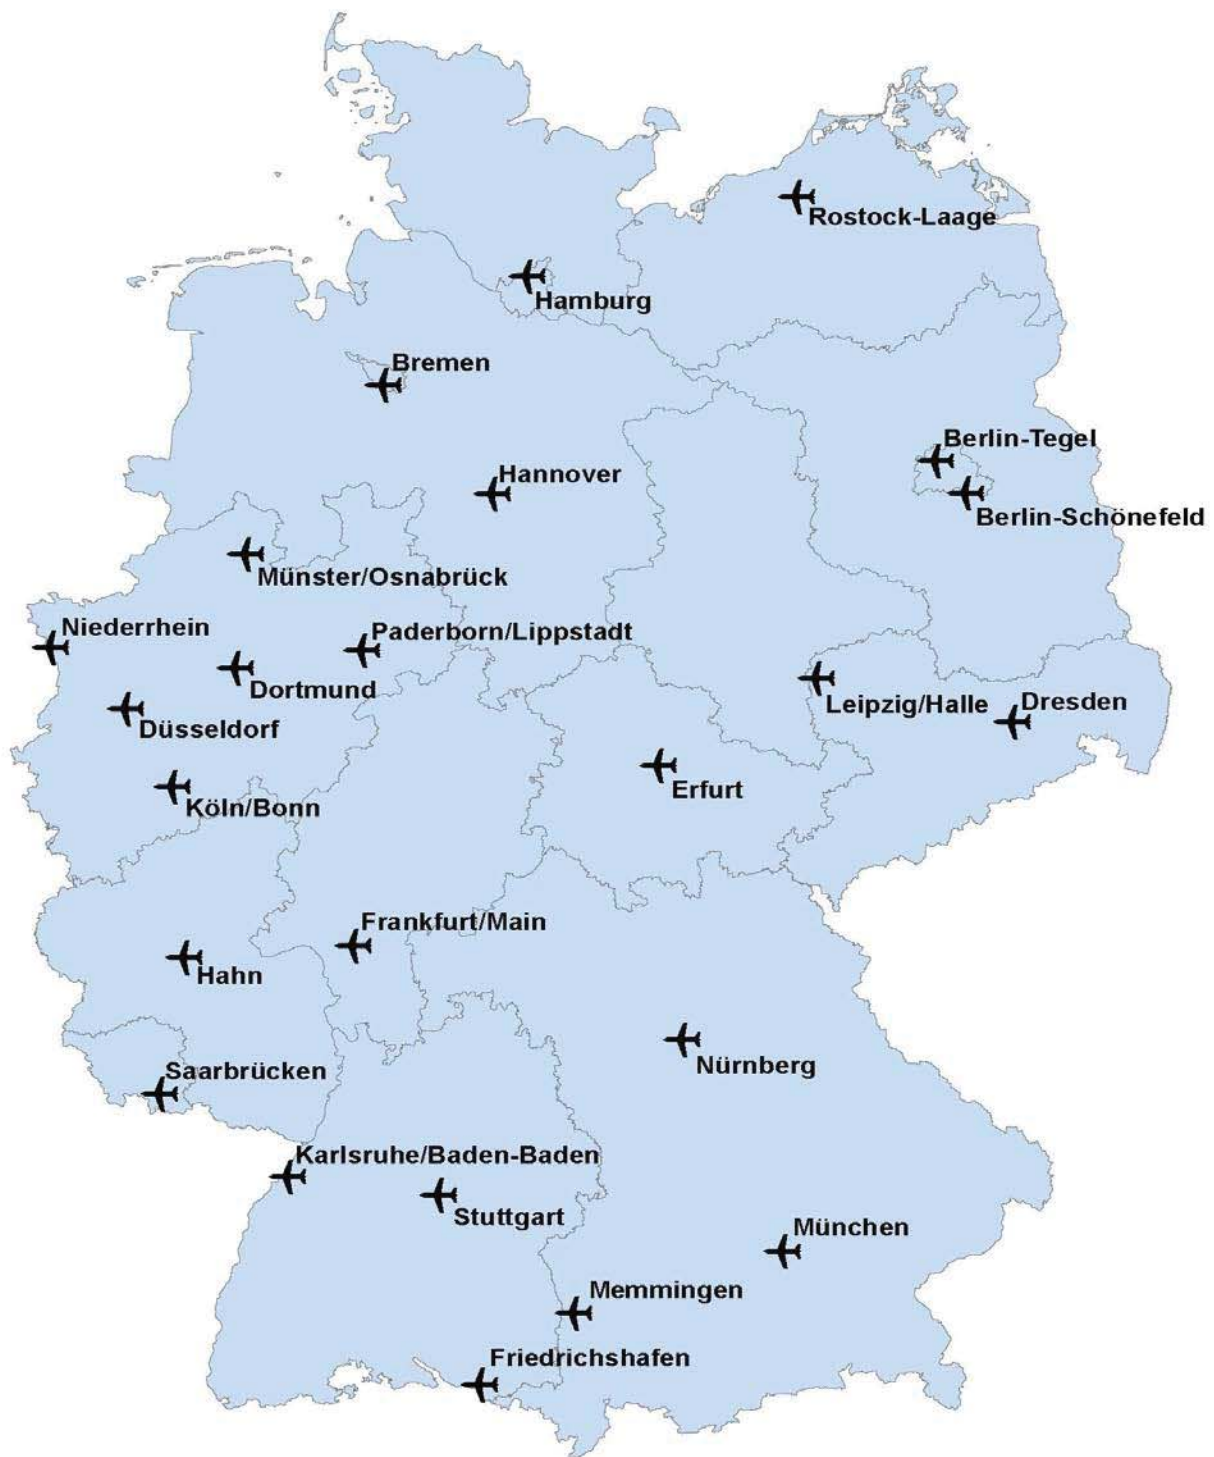 Rostock-Laage
Hamburg
Bremen
Berlin-Tegel
Hannover
Berlin-Schönefeld
Münster/Osnabrück
Niederrhein
Paderborn/Lippstadt
Dortmund
Leipzig/Halle
Dresden
Düsseldorf
Erfurt
Köln/Bonn
Frankfurt/Main
Hahn
Nürnberg
Saarbrücken
Karlsruhe/Baden-Baden
Stuttgart
München
Memmingen
Friedrichshafen